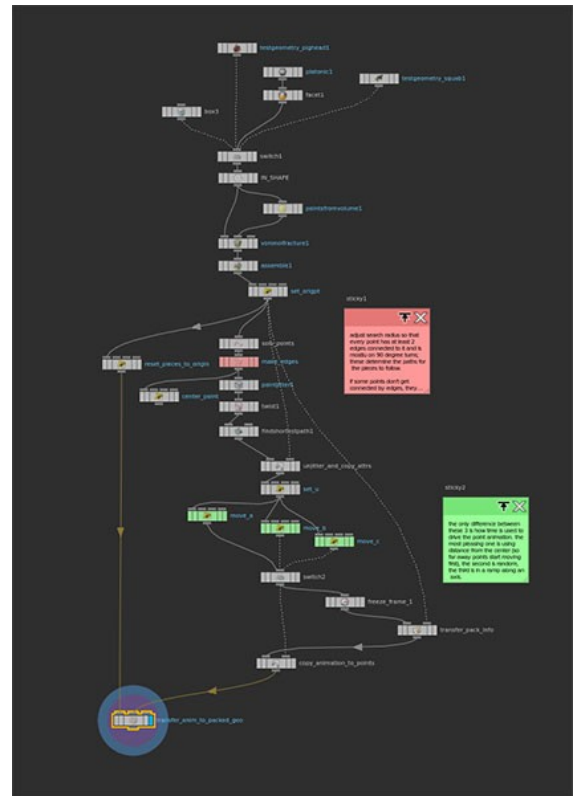 testgeometry_pighead1
platonic1
testgeometry_squab1
facet1
box1
switch1
IN_SHAPE
pointsfromvolume1
voronoifracture1
assemble1
set_origpt
sticky1
adjust search radius so that
every point has at least 2
edges connected to it and is
mostly on 90 degree turns,
these determine the paths for
the pieces to follow.
if some points don't get
connected by edges, they...
reset_pieces_to_origin
make_edges
center_point
twist1
findshortestpath1
unjitter_and_copy_attrs
set_u
sticky2
the only difference between
these 3 is how time is used to
drive the point animation. the
most pleasing one is using
distance from the center (so
far away points start moving
first), the second is random,
the third is in a ramp along an
axis.
move_a
move_b
move_c
switch2
freeze_frame_1
transfer_pack_info
copy_animation_to_points
transfer_anim_to_packed_geo